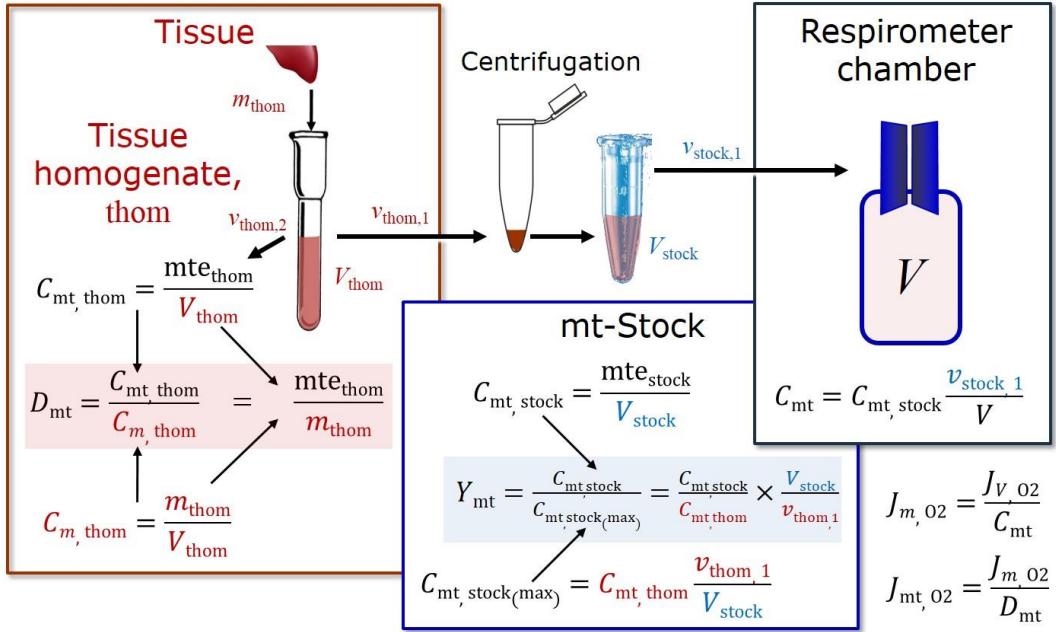 Tissue
m_thom
Tissue
homogenate,
thom
v_thom,2
v_thom,1
V_thom
C_mt, thom = mte_thom / V_thom
D_mt = C_mt, thom / C_m, thom = mte_thom / m_thom
C_m, thom = m_thom / V_thom
Centrifugation
1.0
v_stock,1
V_stock
mt-Stock
C_mt, stock = mte_stock / V_stock
Y_mt = C_mt stock / C_mt, stock(max) = C_mt stock / C_mt, thom × V_stock / v_thom,1
C_mt, stock(max) = C_mt, thom v_thom, 1 / V_stock
Respirometer
chamber
V
C_mt = C_mt, stock v_stock, 1 / V
J_m, O2 = J_V, O2 / C_mt
J_mt, O2 = J_m, O2 / D_mt